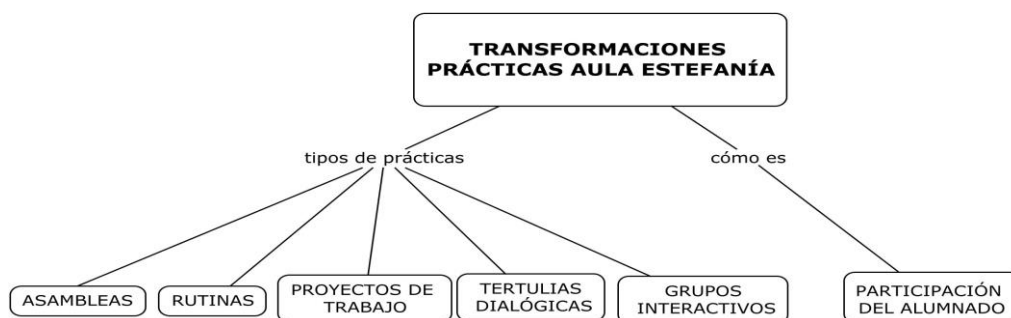 TRANSFORMACIONES
PRÁCTICAS AULA ESTEFANÍA
tipos de prácticas
cómo es
ASAMBLEAS
RUTINAS
PROYECTOS DE
TRABAJO
TERTULIAS
DIALÓGICAS
GRUPOS
INTERACTIVOS
PARTICIPACIÓN
DEL ALUMNADO